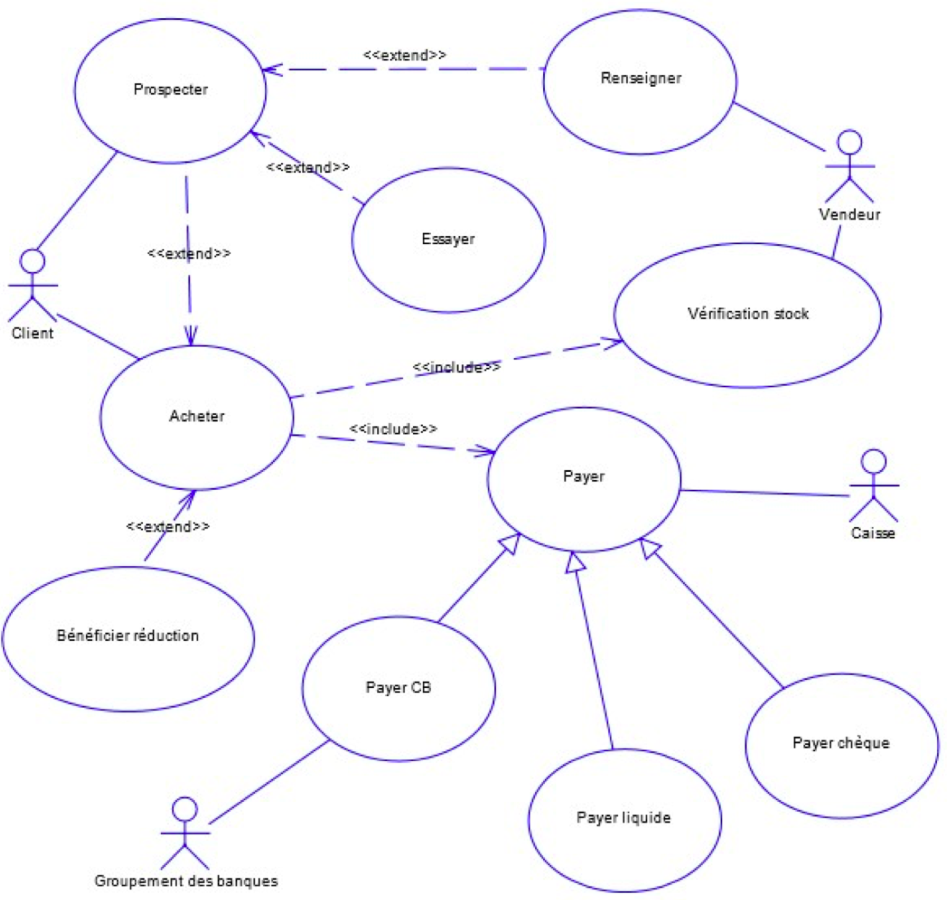 <<extend>>
Prospecter
Renseigner
<<extend>>
Vendeur
Essayer
<<extend>>
Client
Vérification stock
<<include>>
Acheter
<<include>>
Payer
<<extend>>
Caisse
Bénéficier réduction
Payer CB
Payer chèque
Payer liquide
Groupement des banques